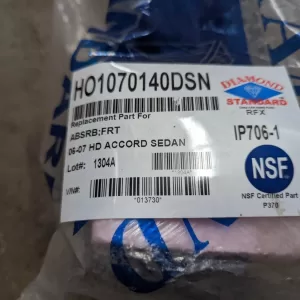 HO1070140DSN
Replacement Part For
ABSRB;FRT
06-07 HD ACCORD SEDAN
Lot#: 1304A
VIN#:
*013730*
DIAMOND
STANDARD
RFX
IP706-1
NSF
NSF Certified Part
P370